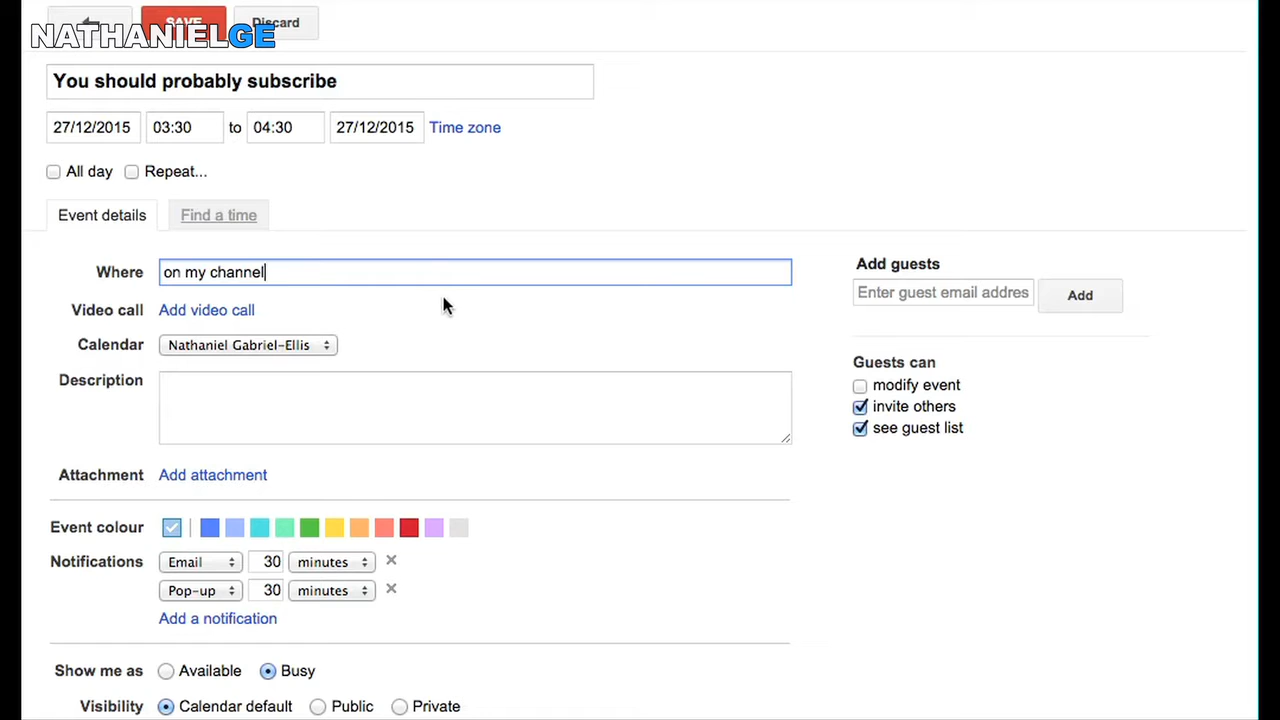 SAVE Discard
NATHANIELGE
You should probably subscribe
27/12/2015 03:30 to 04:30 27/12/2015 Time zone
All day Repeat...
Event details Find a time
Where on my channel
Add guests
Enter guest email addres Add
Video call Add video call
Calendar Nathaniel Gabriel-Ellis
Guests can
modify event
invite others
see guest list
Description
Attachment Add attachment
Event colour
Notifications Email 30 minutes
Pop-up 30 minutes
Add a notification
Show me as Available Busy
Visibility Calendar default Public Private